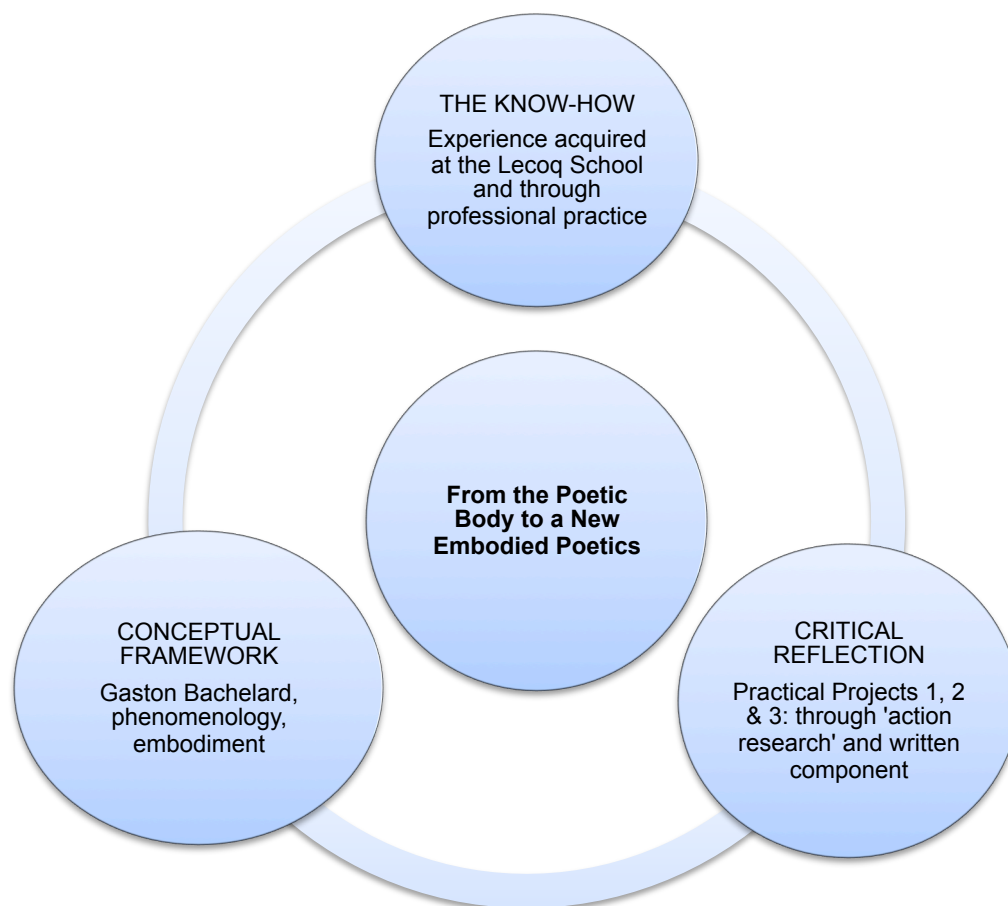 THE KNOW-HOW
Experience acquired
at the Lecoq School
and through
professional practice
From the Poetic
Body to a New
Embodied Poetics
CONCEPTUAL
FRAMEWORK
Gaston Bachelard,
phenomenology,
embodiment
CRITICAL
REFLECTION
Practical Projects 1, 2
& 3: through 'action
research' and written
component